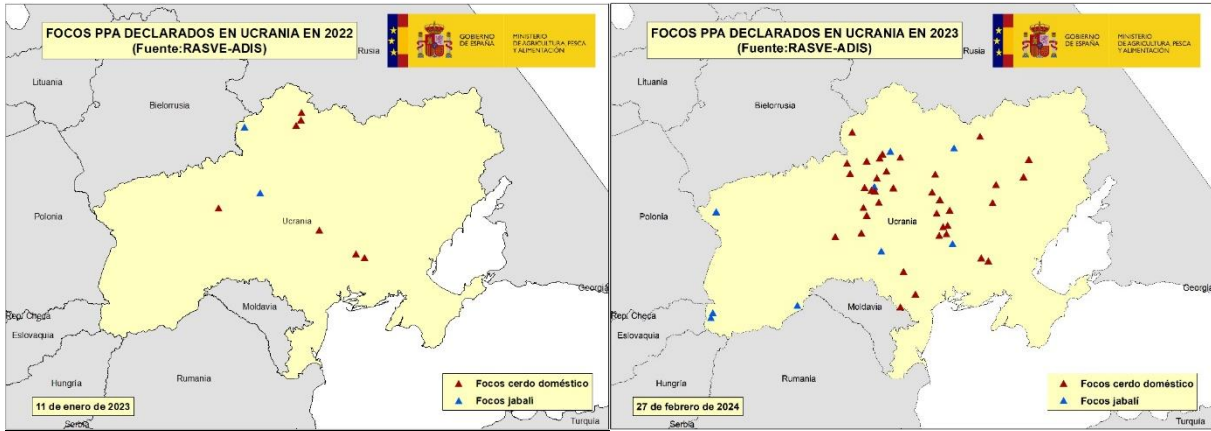 FOCOS PPA DECLARADOS EN UCRANIA EN 2022
(Fuente:RASVE-ADIS)
GOBIERNO
DE ESPAÑA
MINISTERIO
DE AGRICULTURA, PESCA
Y ALIMENTACIÓN
Rusia
Lituania
Bielorrusia
Polonia
Ucrania
Georgia
Moldavia
Rep. Checa
Eslovaquia
Hungría
Rumania
Focos cerdo doméstico
Focos jabalí
11 de enero de 2023
Serbia
Turquía
FOCOS PPA DECLARADOS EN UCRANIA EN 2023
(Fuente:RASVE-ADIS)
GOBIERNO
DE ESPAÑA
MINISTERIO
DE AGRICULTURA, PESCA
Y ALIMENTACIÓN
Rusia
Lituania
Bielorrusia
Polonia
Ucrania
Georgia
Moldavia
Rep. Checa
Eslovaquia
Hungría
Rumania
Focos cerdo doméstico
Focos jabalí
27 de febrero de 2024
Serbia
Turquía